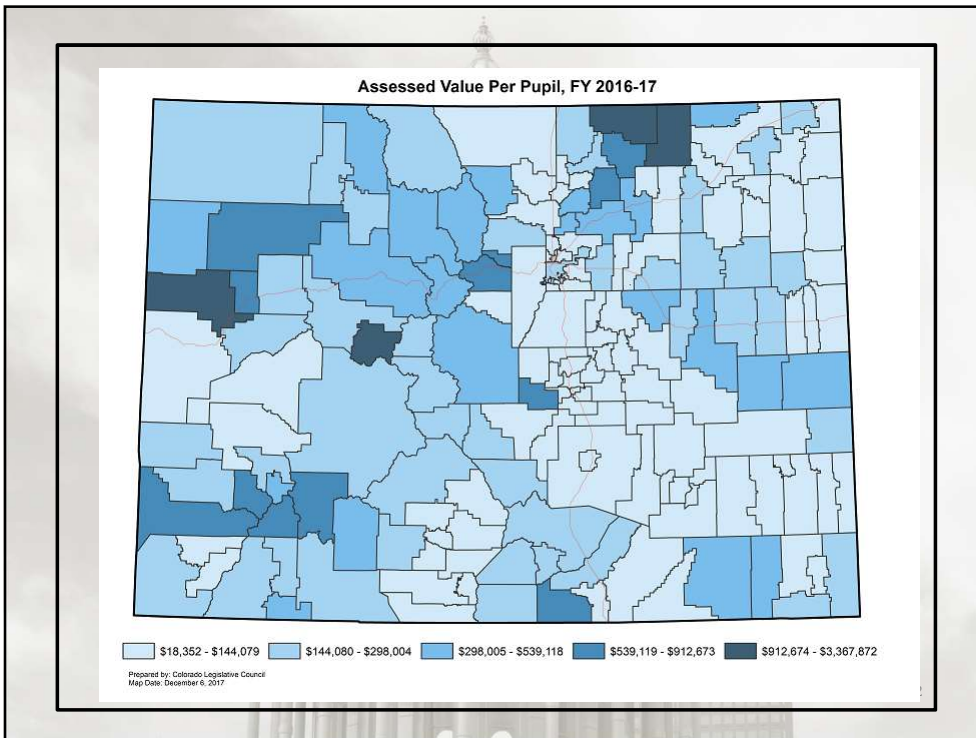 Assessed Value Per Pupil, FY 2016-17
$18,352 - $144,079 $144,080 - $298,004 $298,005 - $539,118 $539,119 - $912,673 $912,674 - $3,367,872
Prepared by: Colorado Legislative Council
Map Date: December 6, 2017